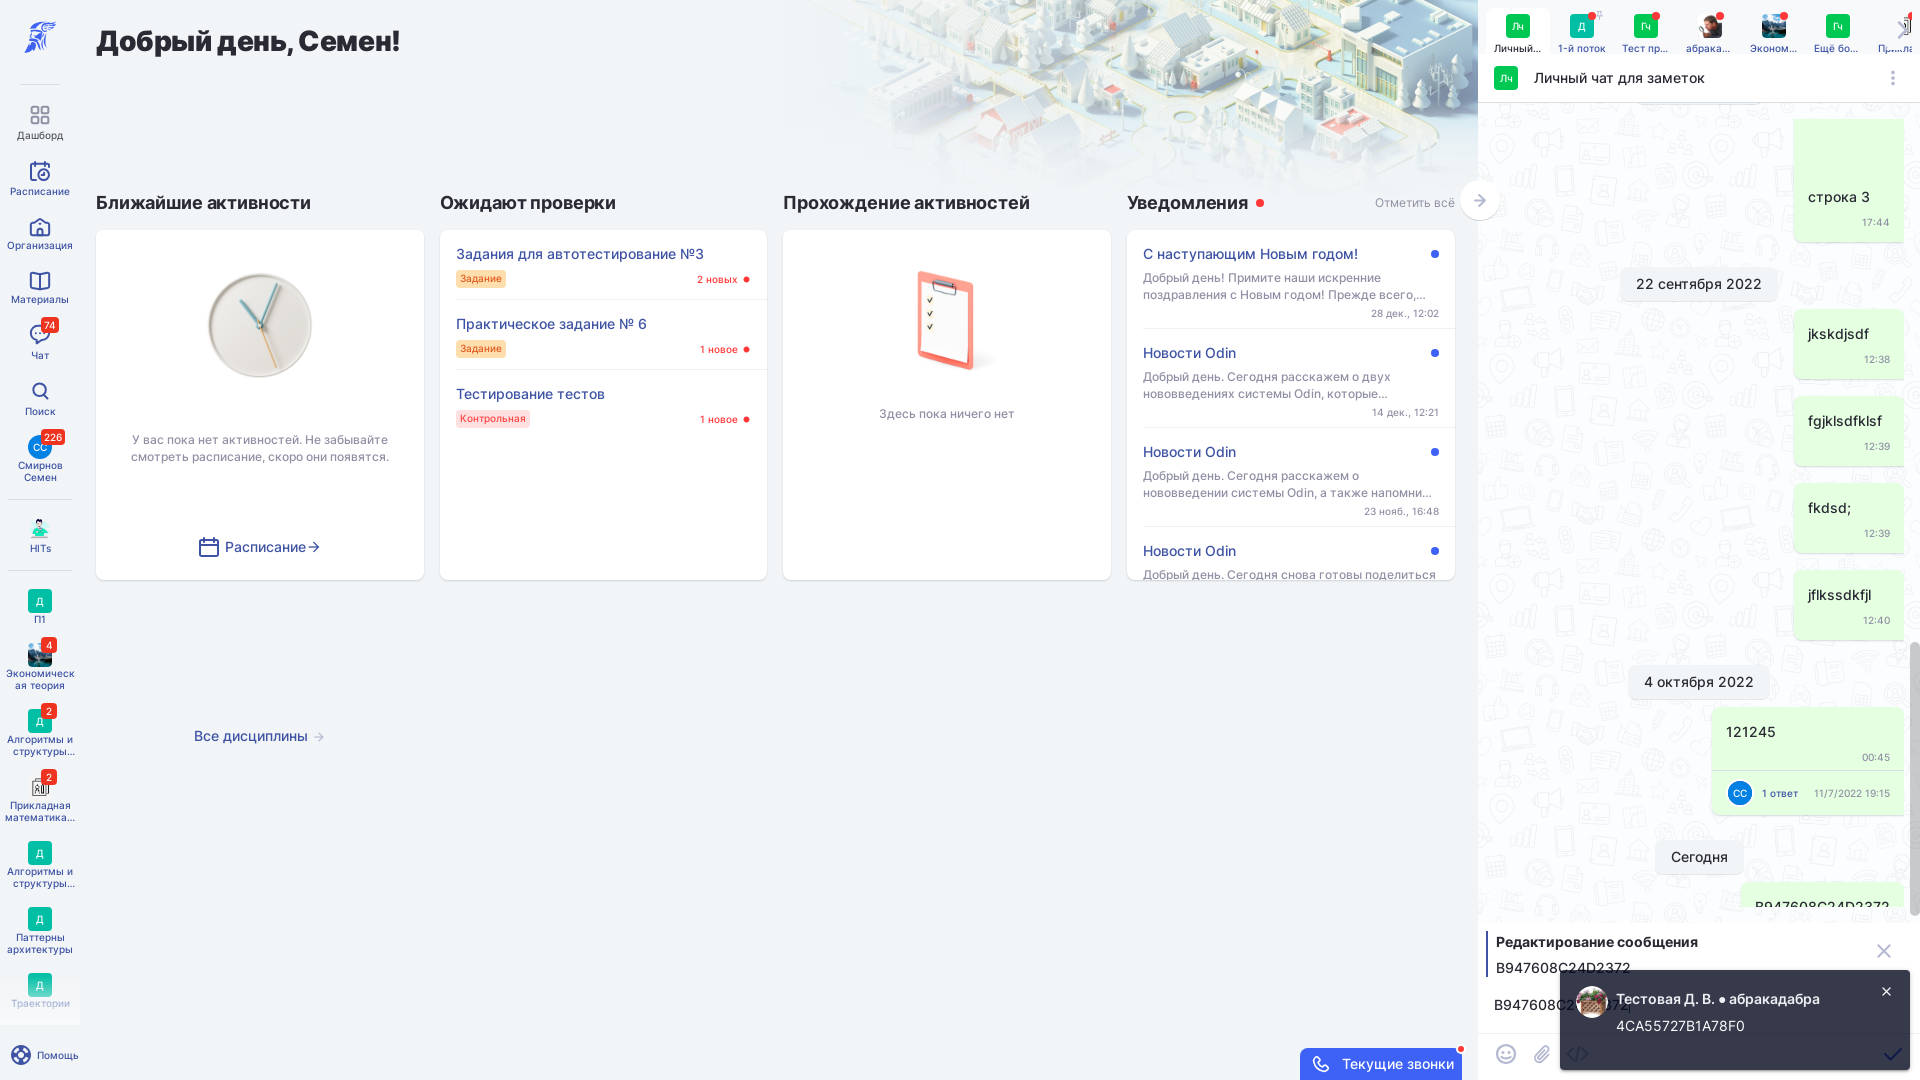 Дашборд
Расписание
Организация
Материалы
74
Чат
Поиск
226
СС
Смирнов
Семен
HITs
Д
П1
4
Экономическ
ая теория
2
Д
Алгоритмы и
структуры...
2
Прикладная
математика...
Д
Алгоритмы и
структуры...
Д
Паттерны
архитектуры
Д
Траектории
Помощь
Добрый день, Семен!
Ближайшие активности
У вас пока нет активностей. Не забывайте
смотреть расписание, скоро они появятся.
Расписание
Все дисциплины
Ожидают проверки
Задания для автотестирование №3
Задание
2 новых
Практическое задание № 6
Задание
1 новое
Тестирование тестов
Контрольная
1 новое
Прохождение активностей
Здесь пока ничего нет
Уведомления
Отметить всё
С наступающим Новым годом!
Добрый день! Примите наши искренние
поздравления с Новым годом! Прежде всего,...
28 дек., 12:02
Новости Odin
Добрый день. Сегодня расскажем о двух
нововведениях системы Odin, которые...
14 дек., 12:21
Новости Odin
Добрый день. Сегодня расскажем о
нововведении системы Odin, а также напомни...
23 нояб., 16:48
Новости Odin
Добрый день. Сегодня снова готовы поделиться
Текущие звонки
Лч
Личный...
Д
1-й поток
Гч
Тест пр...
абрака...
Эконом...
Гч
Ещё бо...
Лч
Личный чат для заметок
строка 3
17:44
22 сентября 2022
jkskdjsdf
12:38
fgjklsdfklsf
12:39
fkdsd;
12:39
jflkssdkfjl
12:40
4 октября 2022
121245
00:45
СС
1 ответ
11/7/2022 19:15
Сегодня
B947608C24D2372
Редактирование сообщения
B947608C24D2372
Тестовая Д. В. ● абракадабра
4CA55727B1A78F0